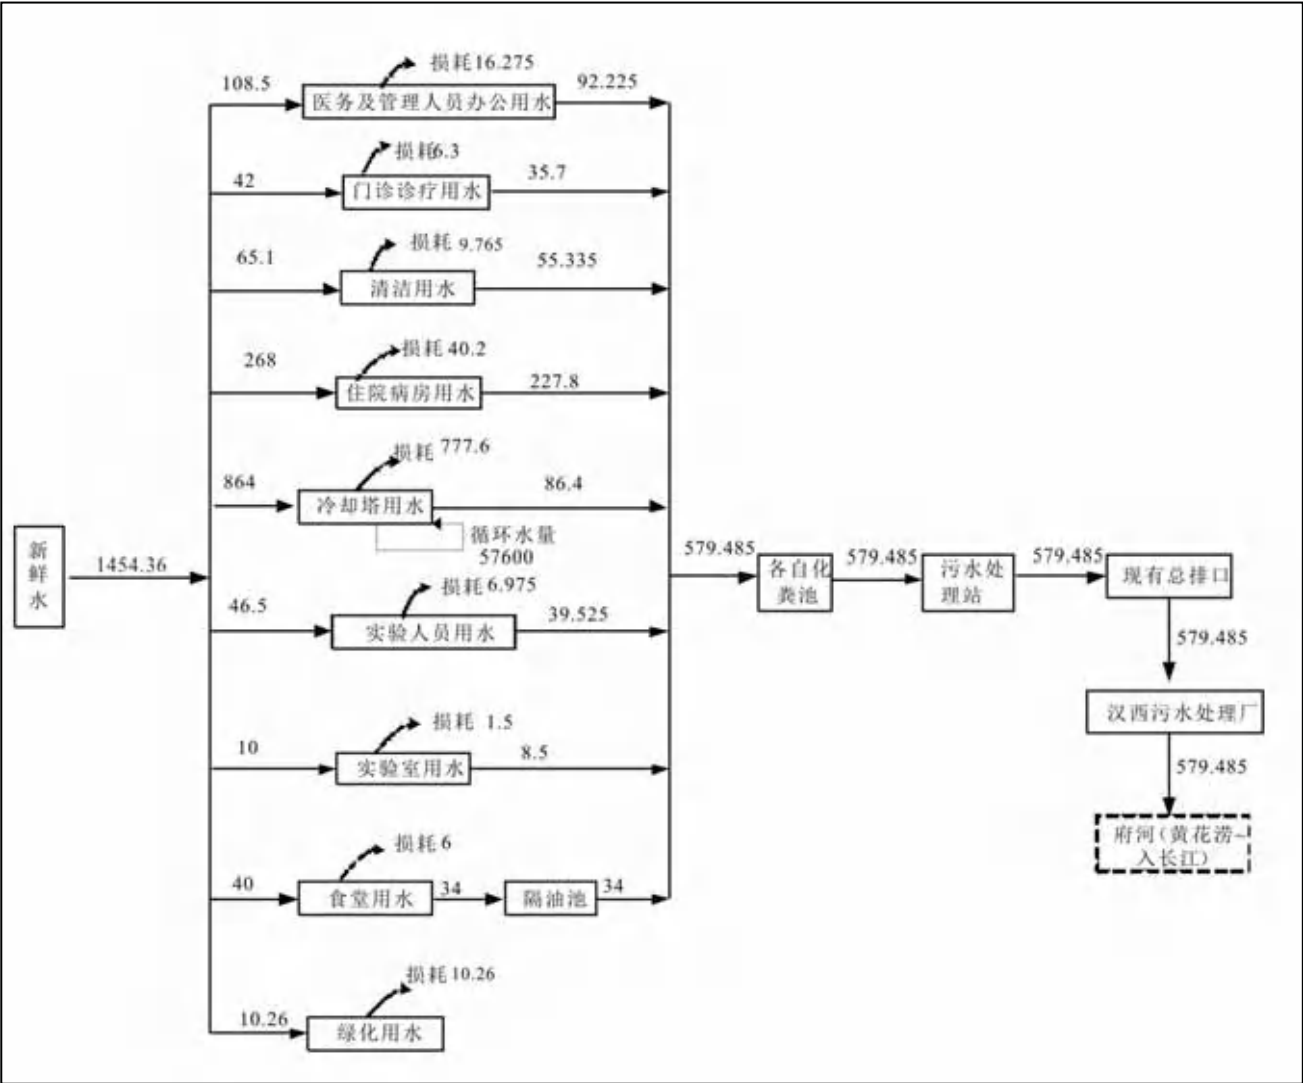 损耗16.275
108.5
92.225
医务及管理人员办公用水
损耗6.3
42
35.7
门诊诊疗用水
损耗 9.765
65.1
55.335
清洁用水
损耗 40.2
268
227.8
住院病房用水
损耗 777.6
864
86.4
冷却塔用水
循环水量
57600
新鲜水
1454.36
损耗6.975
46.5
39.525
实验人员用水
损耗 1.5
10
8.5
实验室用水
损耗6
40
食堂用水
34
隔油池
34
损耗10.26
10.26
绿化用水
579.485
各自化
粪池
579.485
污水处
理站
579.485
现有总排口
579.485
汉西污水处理厂
579.485
府河(黄花涝~
入长江)